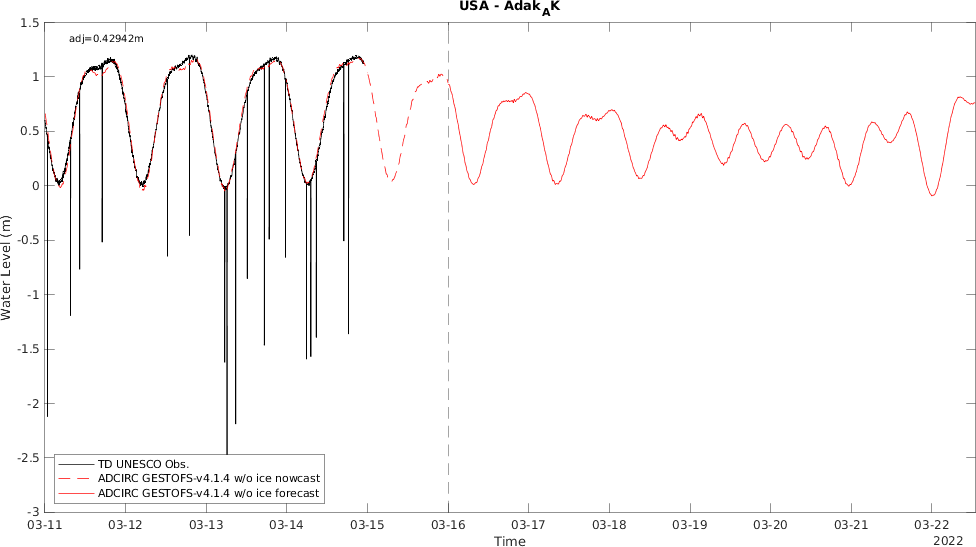 USA - Adak_AK
adj=0.42942m
1.5
1
0.5
0
-0.5
-1
-1.5
-2
-2.5
-3
Water Level (m)
TD UNESCO Obs.
ADCIRC GESTOFS-v4.1.4 w/o ice nowcast
ADCIRC GESTOFS-v4.1.4 w/o ice forecast
03-11 03-12 03-13 03-14 03-15 03-16 03-17 03-18 03-19 03-20 03-21 03-22
Time
2022